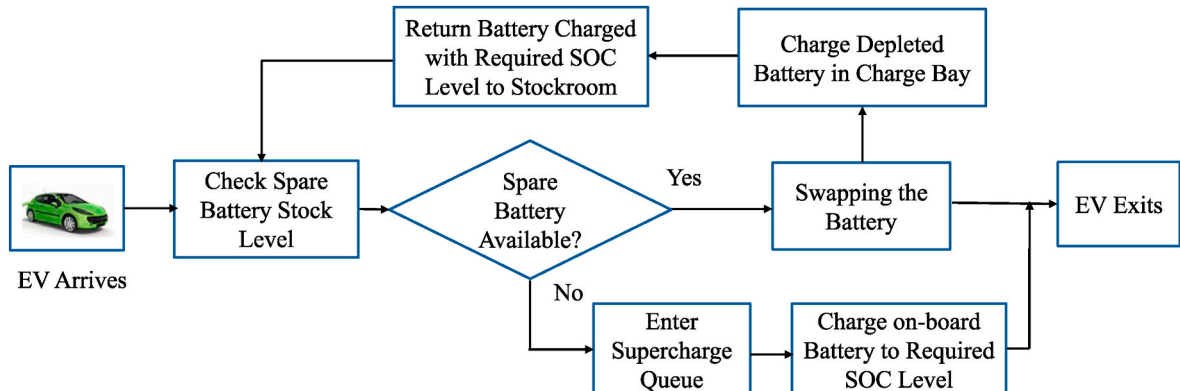 Return Battery Charged
with Required SOC
Level to Stockroom
Charge Depleted
Battery in Charge Bay
EV Arrives
Check Spare
Battery Stock
Level
Spare
Battery
Available?
Yes
Swapping the
Battery
EV Exits
No
Enter
Supercharge
Queue
Charge on-board
Battery to Required
SOC Level